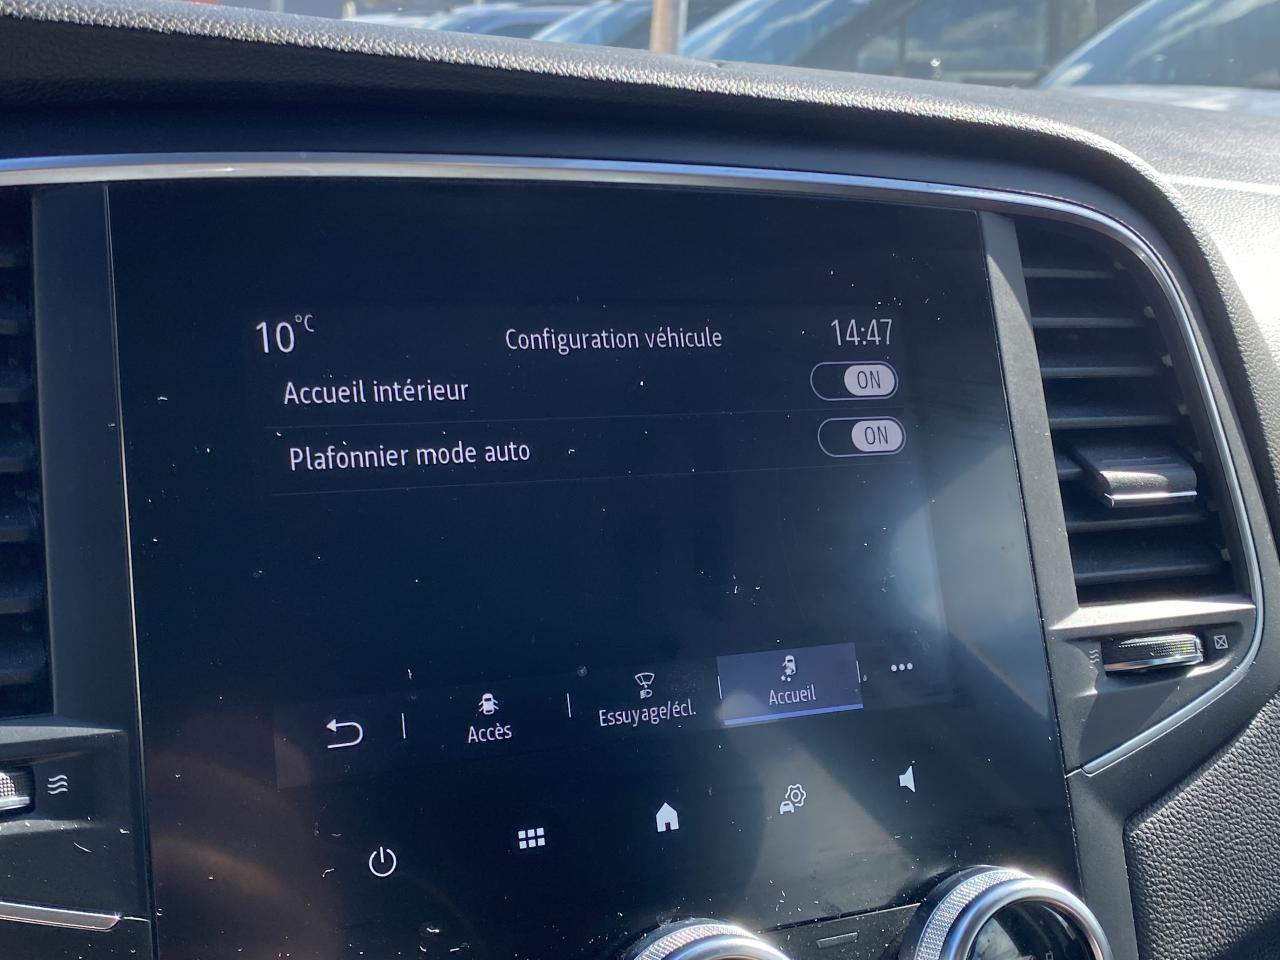 10°C
Configuration véhicule
14:47
Accueil intérieur
ON
Plafonnier mode auto
ON
Accès
Essuyage/écl.
Accueil